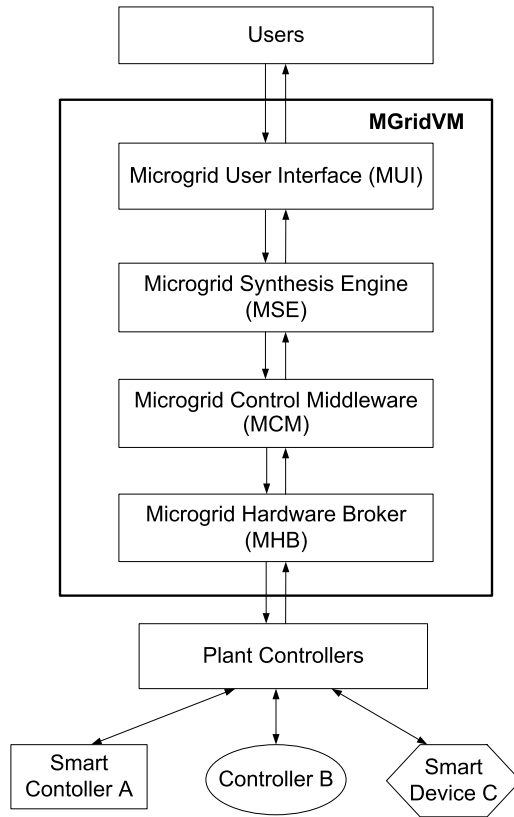 Users
MGridVM
Microgrid User Interface (MUI)
Microgrid Synthesis Engine
(MSE)
Microgrid Control Middleware
(MCM)
Microgrid Hardware Broker
(MHB)
Plant Controllers
Smart
Contoller A
Controller B
Smart
Device C